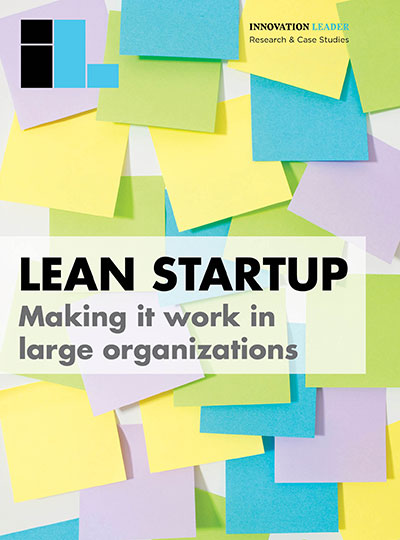 INNOVATION LEADER
Research & Case Studies
LEAN STARTUP
Making it work in
large organizations